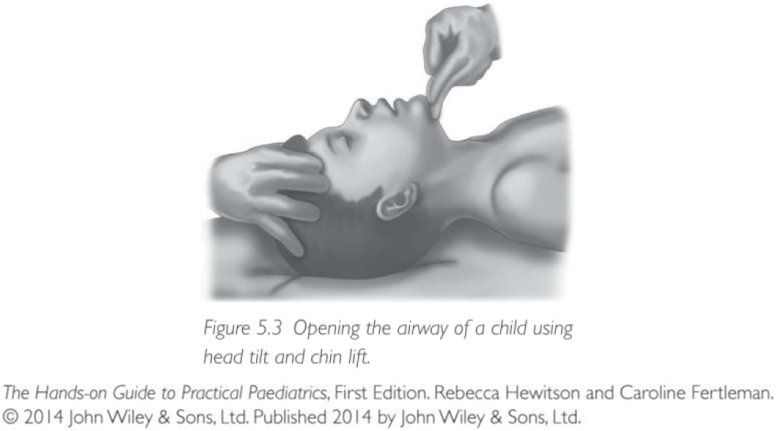 Figure 5.3 Opening the airway of a child using
head tilt and chin lift.
The Hands-on Guide to Practical Paediatrics, First Edition. Rebecca Hewitson and Caroline Fertleman.
© 2014 John Wiley & Sons, Ltd. Published 2014 by John Wiley & Sons, Ltd.